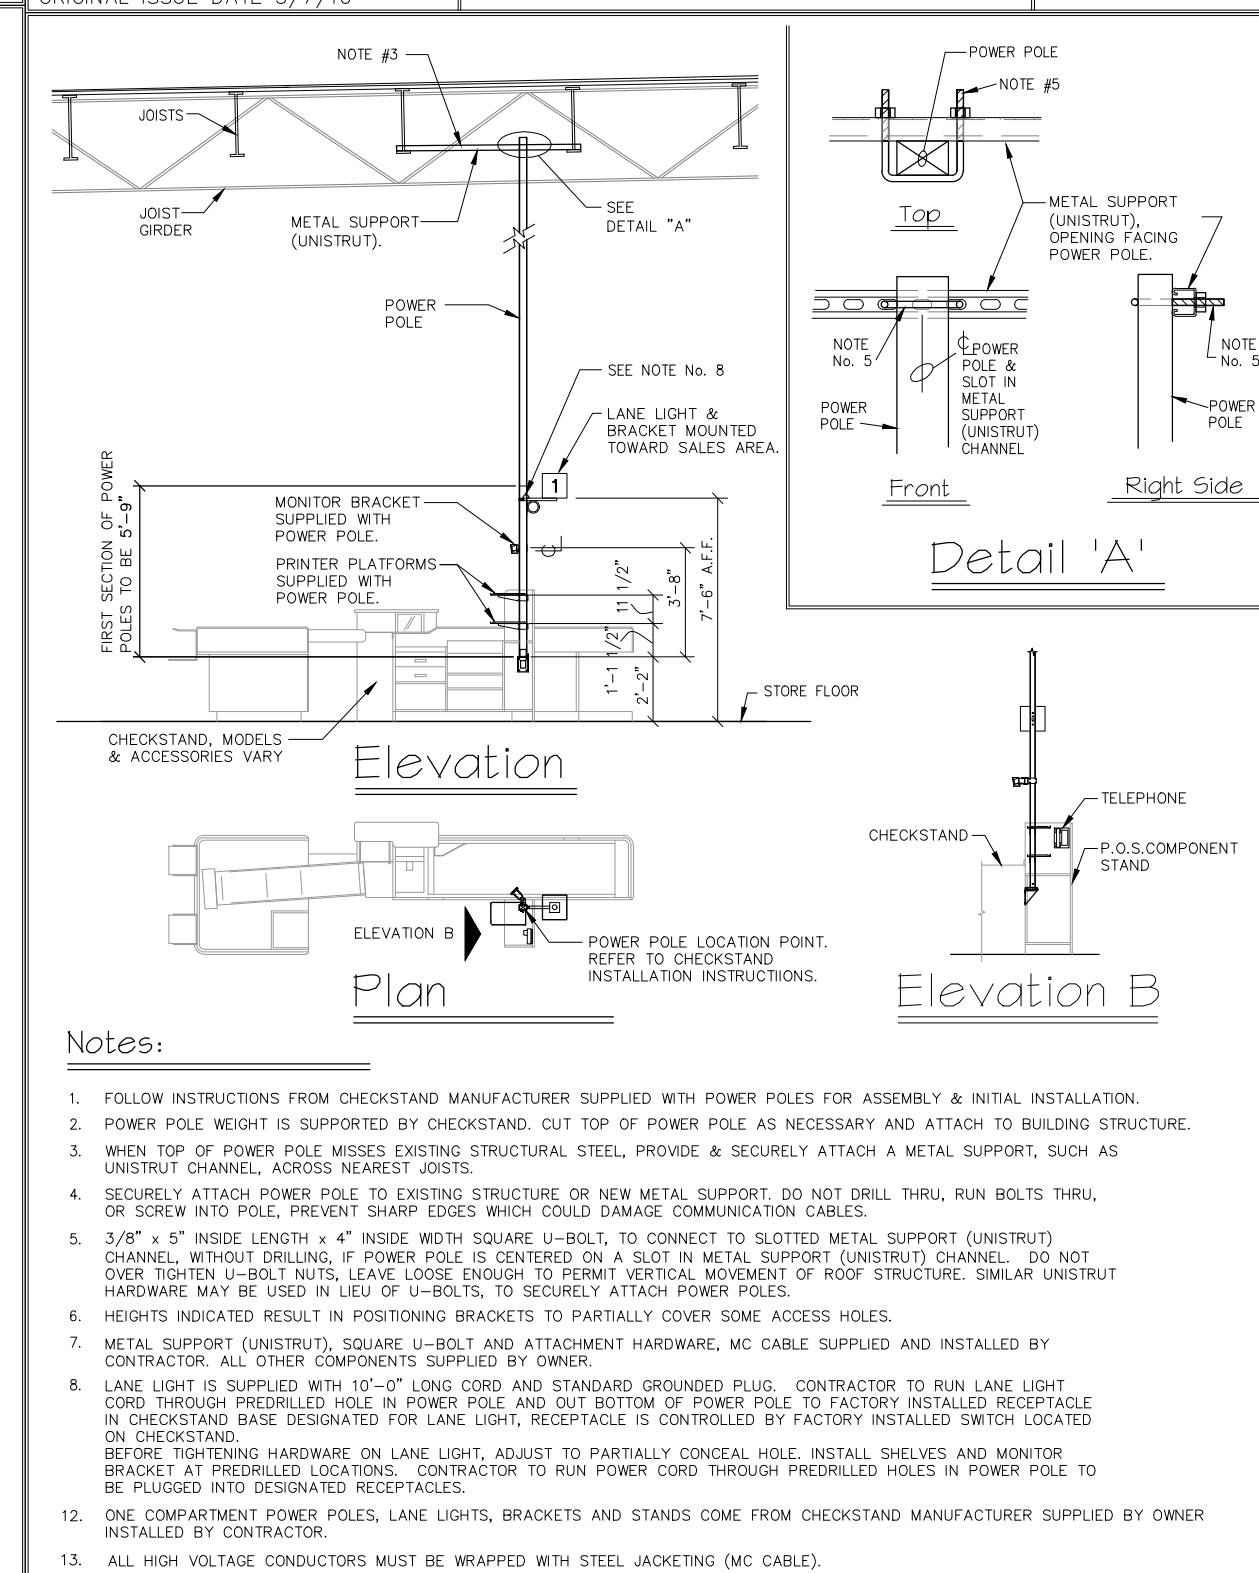 NOTE #3
JOISTS
JOIST
GIRDER
METAL SUPPORT
(UNISTRUT).
SEE
DETAIL "A"
POWER
POLE
SEE NOTE No. 8
LANE LIGHT &
BRACKET MOUNTED
TOWARD SALES AREA.
1
FIRST SECTION OF POWER
POLES TO BE 5'-9"
MONITOR BRACKET
SUPPLIED WITH
POWER POLE.
PRINTER PLATFORMS
SUPPLIED WITH
POWER POLE.
11 1/2"
3'-8"
7'-6" A.F.F.
1'-1 1/2"
2'-2"
STORE FLOOR
CHECKSTAND, MODELS
& ACCESSORIES VARY
Elevation
POWER POLE
NOTE #5
Top
METAL SUPPORT
(UNISTRUT),
OPENING FACING
POWER POLE.
NOTE
No. 5
℄ POWER
POLE &
SLOT IN
METAL
SUPPORT
(UNISTRUT)
CHANNEL
POWER
POLE
NOTE
No. 5
POWER
POLE
Front
Right Side
Detail 'A'
ELEVATION B
POWER POLE LOCATION POINT.
REFER TO CHECKSTAND
INSTALLATION INSTRUCTIIONS.
Plan
CHECKSTAND
TELEPHONE
P.O.S.COMPONENT
STAND
Elevation B
Notes:
1. FOLLOW INSTRUCTIONS FROM CHECKSTAND MANUFACTURER SUPPLIED WITH POWER POLES FOR ASSEMBLY & INITIAL INSTALLATION.
2. POWER POLE WEIGHT IS SUPPORTED BY CHECKSTAND. CUT TOP OF POWER POLE AS NECESSARY AND ATTACH TO BUILDING STRUCTURE.
3. WHEN TOP OF POWER POLE MISSES EXISTING STRUCTURAL STEEL, PROVIDE & SECURELY ATTACH A METAL SUPPORT, SUCH AS
UNISTRUT CHANNEL, ACROSS NEAREST JOISTS.
4. SECURELY ATTACH POWER POLE TO EXISTING STRUCTURE OR NEW METAL SUPPORT. DO NOT DRILL THRU, RUN BOLTS THRU,
OR SCREW INTO POLE, PREVENT SHARP EDGES WHICH COULD DAMAGE COMMUNICATION CABLES.
5. 3/8" x 5" INSIDE LENGTH x 4" INSIDE WIDTH SQUARE U-BOLT, TO CONNECT TO SLOTTED METAL SUPPORT (UNISTRUT)
CHANNEL, WITHOUT DRILLING, IF POWER POLE IS CENTERED ON A SLOT IN METAL SUPPORT (UNISTRUT) CHANNEL. DO NOT
OVER TIGHTEN U-BOLT NUTS, LEAVE LOOSE ENOUGH TO PERMIT VERTICAL MOVEMENT OF ROOF STRUCTURE. SIMILAR UNISTRUT
HARDWARE MAY BE USED IN LIEU OF U-BOLTS, TO SECURELY ATTACH POWER POLES.
6. HEIGHTS INDICATED RESULT IN POSITIONING BRACKETS TO PARTIALLY COVER SOME ACCESS HOLES.
7. METAL SUPPORT (UNISTRUT), SQUARE U-BOLT AND ATTACHMENT HARDWARE, MC CABLE SUPPLIED AND INSTALLED BY
CONTRACTOR. ALL OTHER COMPONENTS SUPPLIED BY OWNER.
8. LANE LIGHT IS SUPPLIED WITH 10'-0" LONG CORD AND STANDARD GROUNDED PLUG. CONTRACTOR TO RUN LANE LIGHT
CORD THROUGH PREDRILLED HOLE IN POWER POLE AND OUT BOTTOM OF POWER POLE TO FACTORY INSTALLED RECEPTACLE
IN CHECKSTAND BASE DESIGNATED FOR LANE LIGHT, RECEPTACLE IS CONTROLLED BY FACTORY INSTALLED SWITCH LOCATED
ON CHECKSTAND.
BEFORE TIGHTENING HARDWARE ON LANE LIGHT, ADJUST TO PARTIALLY CONCEAL HOLE. INSTALL SHELVES AND MONITOR
BRACKET AT PREDRILLED LOCATIONS. CONTRACTOR TO RUN POWER CORD THROUGH PREDRILLED HOLES IN POWER POLE TO
BE PLUGGED INTO DESIGNATED RECEPTACLES.
12. ONE COMPARTMENT POWER POLES, LANE LIGHTS, BRACKETS AND STANDS COME FROM CHECKSTAND MANUFACTURER SUPPLIED BY OWNER
INSTALLED BY CONTRACTOR.
13. ALL HIGH VOLTAGE CONDUCTORS MUST BE WRAPPED WITH STEEL JACKETING (MC CABLE).